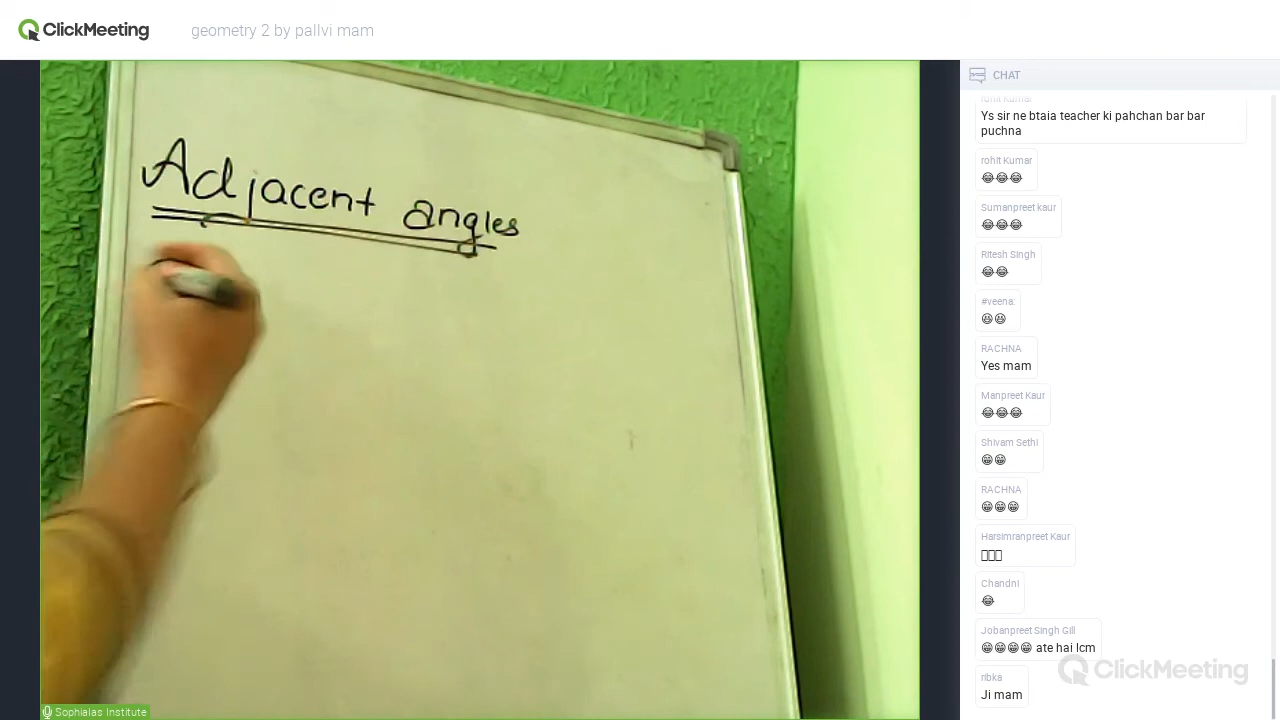 ClickMeeting
geometry 2 by pallvi mam
Adjacent angles
Sophialas Institute
CHAT
rohit Kumar
Ys sir ne btaia teacher ki pahchan bar bar
puchna
rohit Kumar
😂😂😂
Sumanpreet kaur
😂😂😂
Ritesh Singh
😂😂
#veena:
😆😆
RACHNA
Yes mam
Manpreet Kaur
😂😂😂
Shivam Sethi
😁😁
RACHNA
😁😁😁
Harsimranpreet Kaur
Chandni
😂
Jobanpreet Singh Gill
😁😁😁😁 ate hai lcm
ribka
Ji mam
ClickMeeting